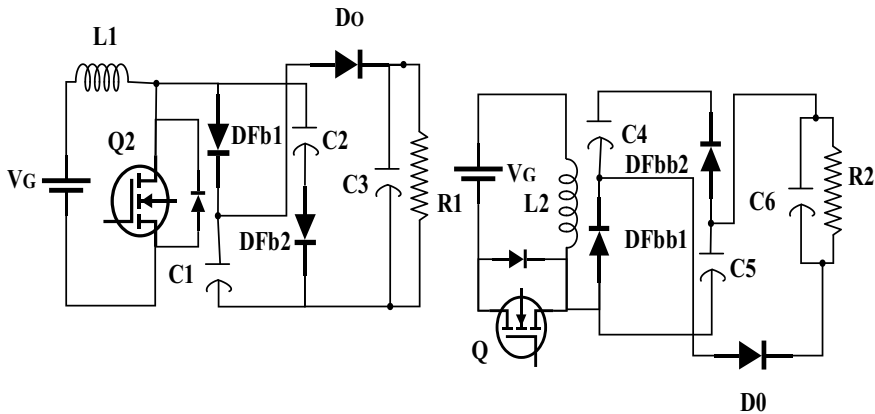 DO
L1
Q2
DFb1
C2
VG
C3
R1
DFb2
C1
C4
DFbb2
VG
L2
C6
R2
DFbb1
C5
Q
D0